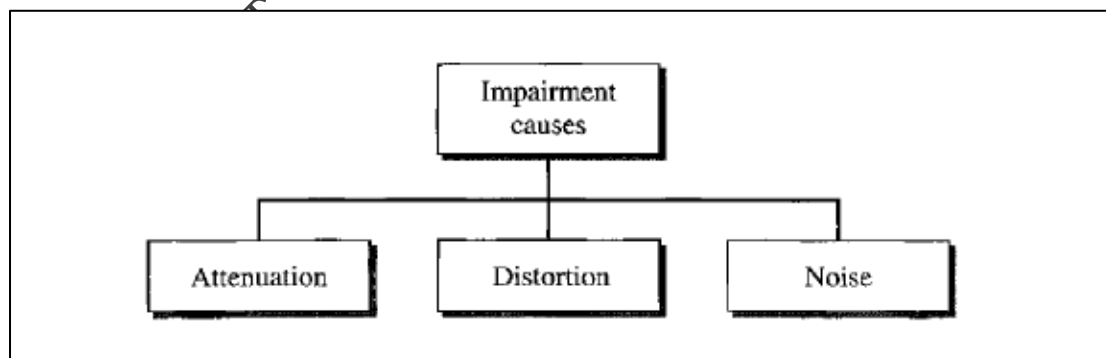 Impairment
causes
Attenuation
Distortion
Noise